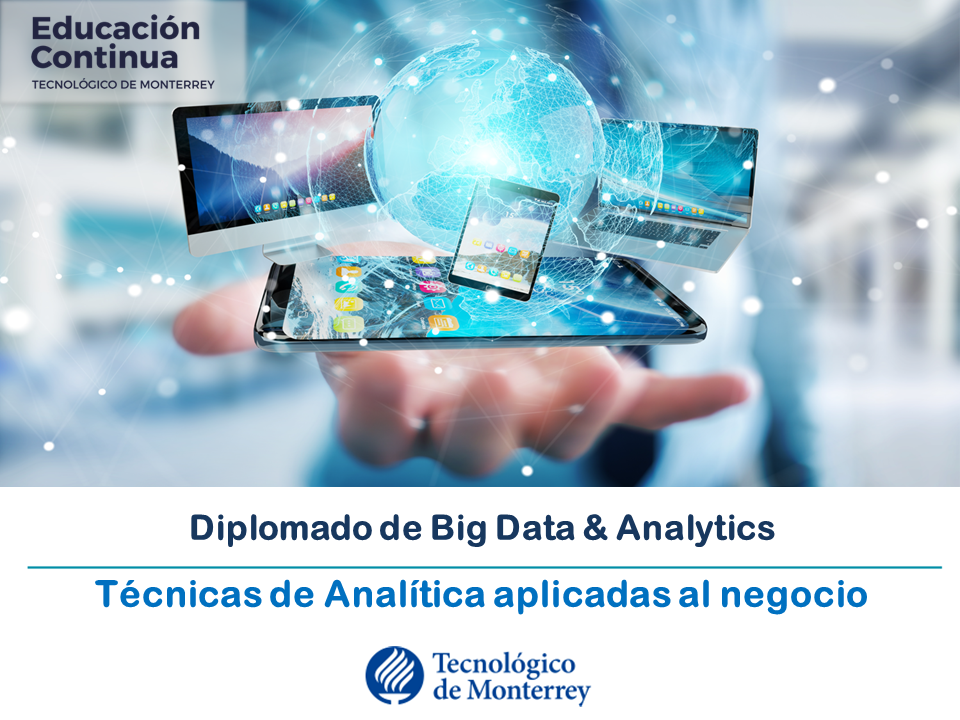 Educación
Continua
TECNOLÓGICO DE MONTERREY
Diplomado de Big Data & Analytics
Técnicas de Analítica aplicadas al negocio
Tecnológico
de Monterrey